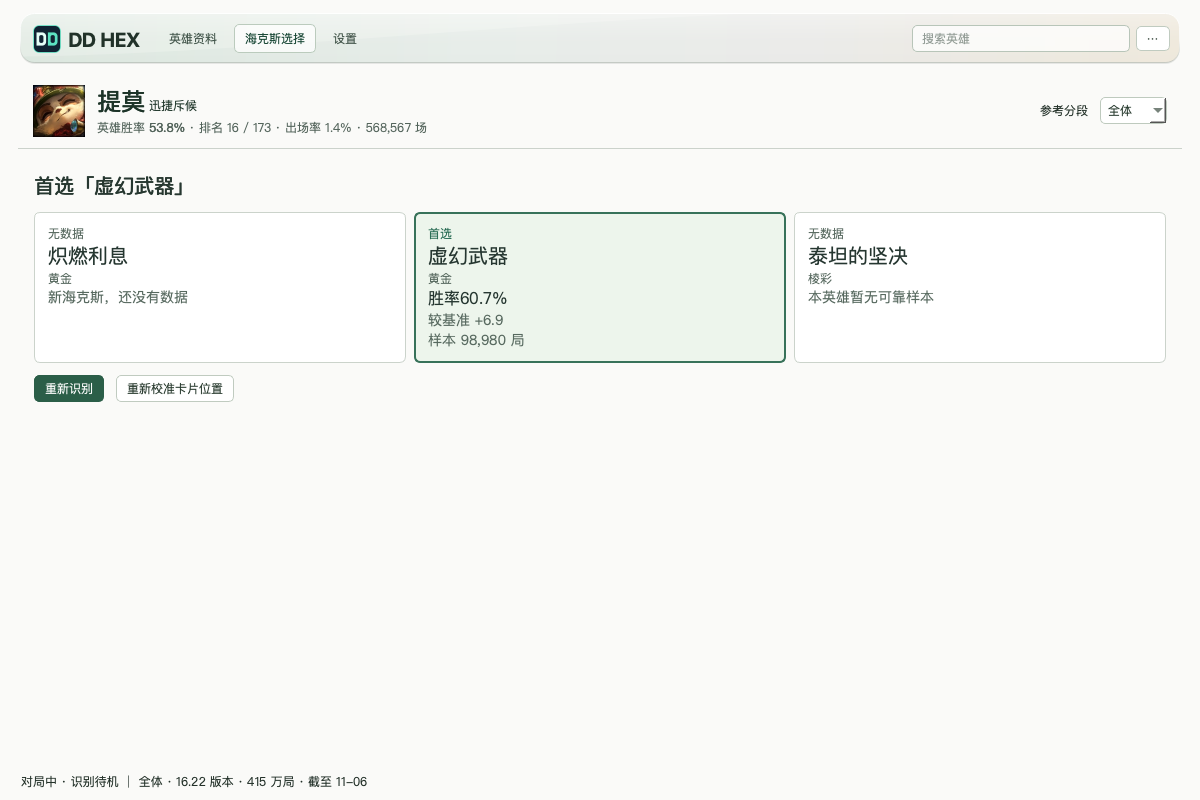 DD DD HEX 英雄资料 海克斯选择 设置 搜索英雄 ...
提莫 迅捷斥候
英雄胜率 53.8% · 排名 16 / 173 · 出场率 1.4% · 568,567 场
参考分段 全体
首选「虚幻武器」
无数据
炽燃利息
黄金
新海克斯，还没有数据
首选
虚幻武器
黄金
胜率60.7%
较基准 +6.9
样本 98,980 局
无数据
泰坦的坚决
棱彩
本英雄暂无可靠样本
重新识别 重新校准卡片位置
对局中 · 识别待机 | 全体 · 16.22 版本 · 415 万局 · 截至 11-06